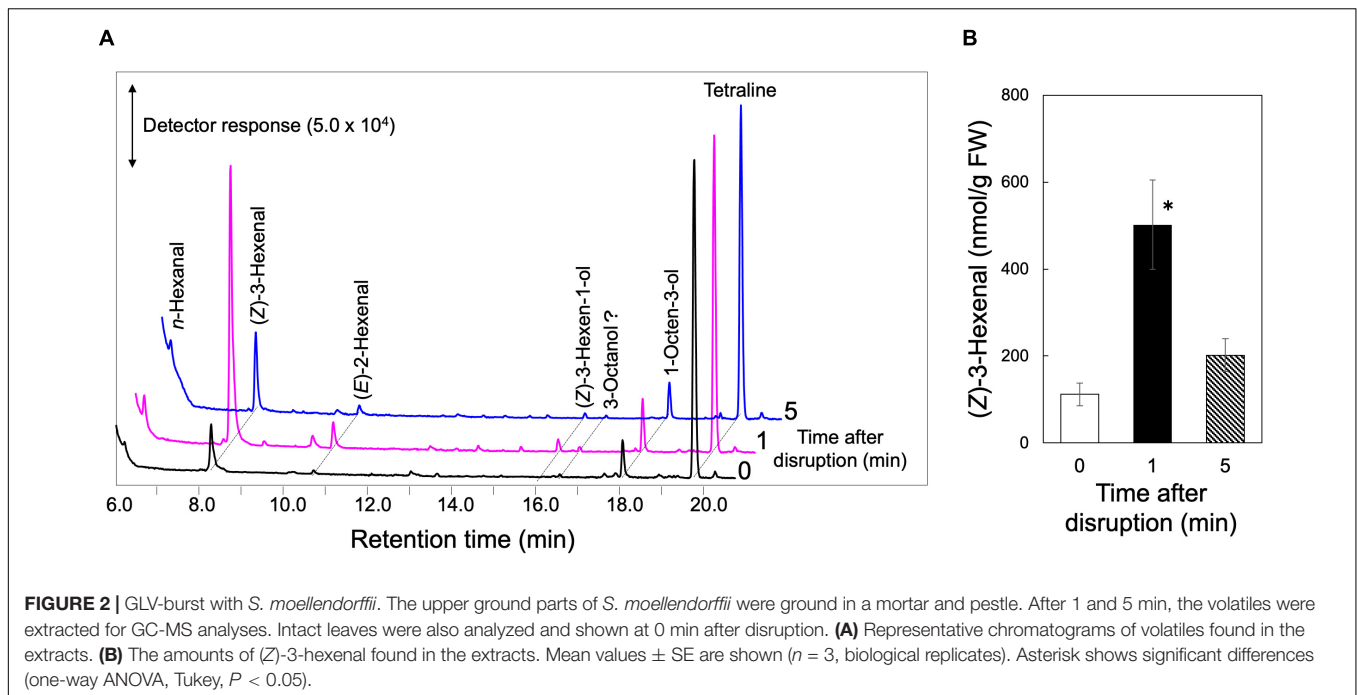 A
Detector response (5.0 x 10⁴)
n-Hexanal
(Z)-3-Hexenal
(E)-2-Hexenal
(Z)-3-Hexen-1-ol
3-Octanol ?
1-Octen-3-ol
Tetraline
5
1
0
Time after
disruption (min)
6.0 8.0 10.0 12.0 14.0 16.0 18.0 20.0
Retention time (min)
B
(Z)-3-Hexenal (nmol/g FW)
800
600
400
200
0
*
0 1 5
Time after
disruption (min)
FIGURE 2 | GLV-burst with S. moellendorffii. The upper ground parts of S. moellendorffii were ground in a mortar and pestle. After 1 and 5 min, the volatiles were
extracted for GC-MS analyses. Intact leaves were also analyzed and shown at 0 min after disruption. (A) Representative chromatograms of volatiles found in the
extracts. (B) The amounts of (Z)-3-hexenal found in the extracts. Mean values ± SE are shown (n = 3, biological replicates). Asterisk shows significant differences
(one-way ANOVA, Tukey, P < 0.05).